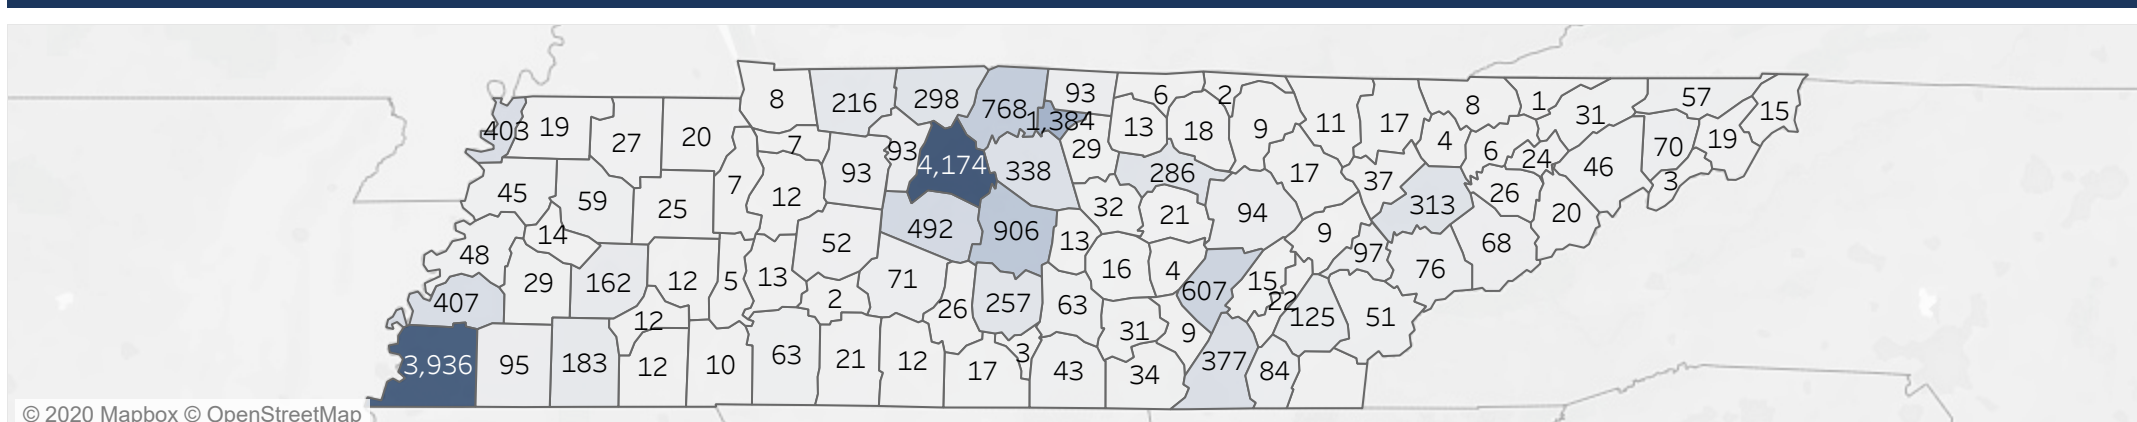 8 216 298 768 1,384 93 6 2 11 17 8 1 31 57 15
403 19 27 20 7 93 4,174 338 29 13 18 9 4 6 24 46 70 19
45 59 25 7 12 93 286 32 21 94 17 37 313 26 20 3
48 14 52 492 906 13 9 97 76 68
407 29 162 12 5 13 2 71 26 257 63 16 4 607 15 22 125 51
3,936 95 183 12 12 10 63 21 12 17 3 43 31 34 9 377 84
© 2020 Mapbox © OpenStreetMap